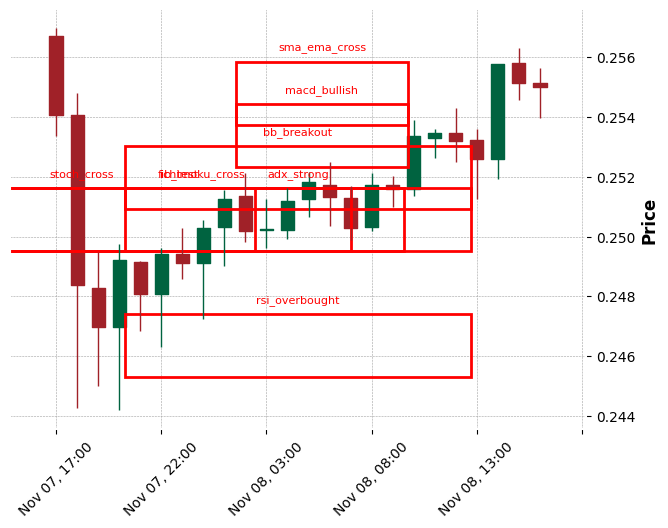 sma_ema_cross
0.256
macd_bullish
0.254
bb_breakout
0.252
adx_strong
0.250
Price
0.248
rsi_overbought
0.246
0.244
Nov 07, 17:00
Nov 07, 22:00
Nov 08, 03:00
Nov 08, 08:00
Nov 08, 13:00